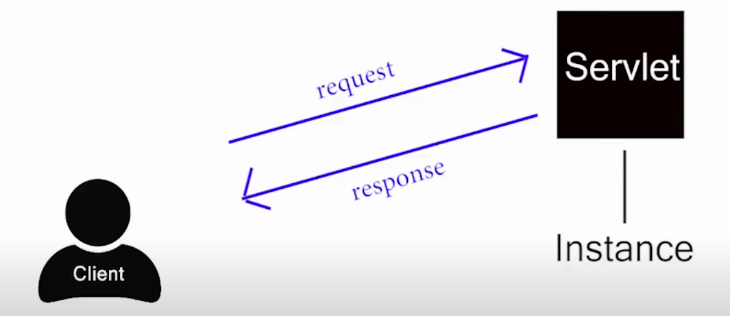 request
Servlet
response
Instance
Client